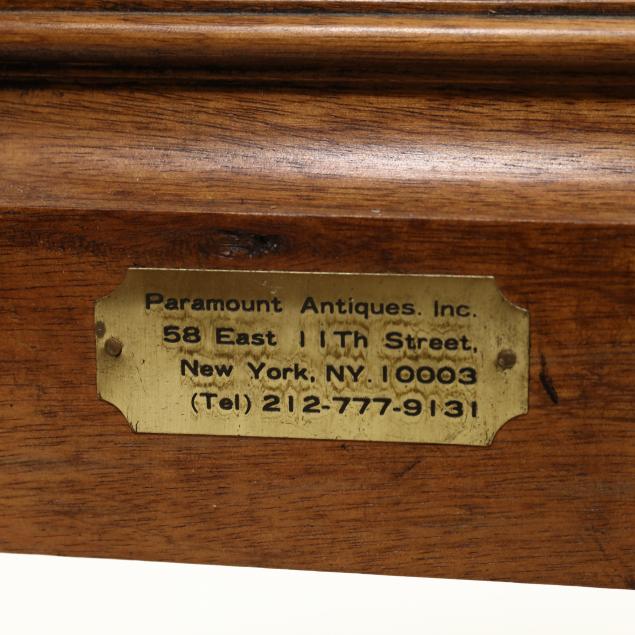 Paramount Antiques. Inc.
58 East 11Th Street,
New York, NY. 10003
(Tel) 212-777-9131